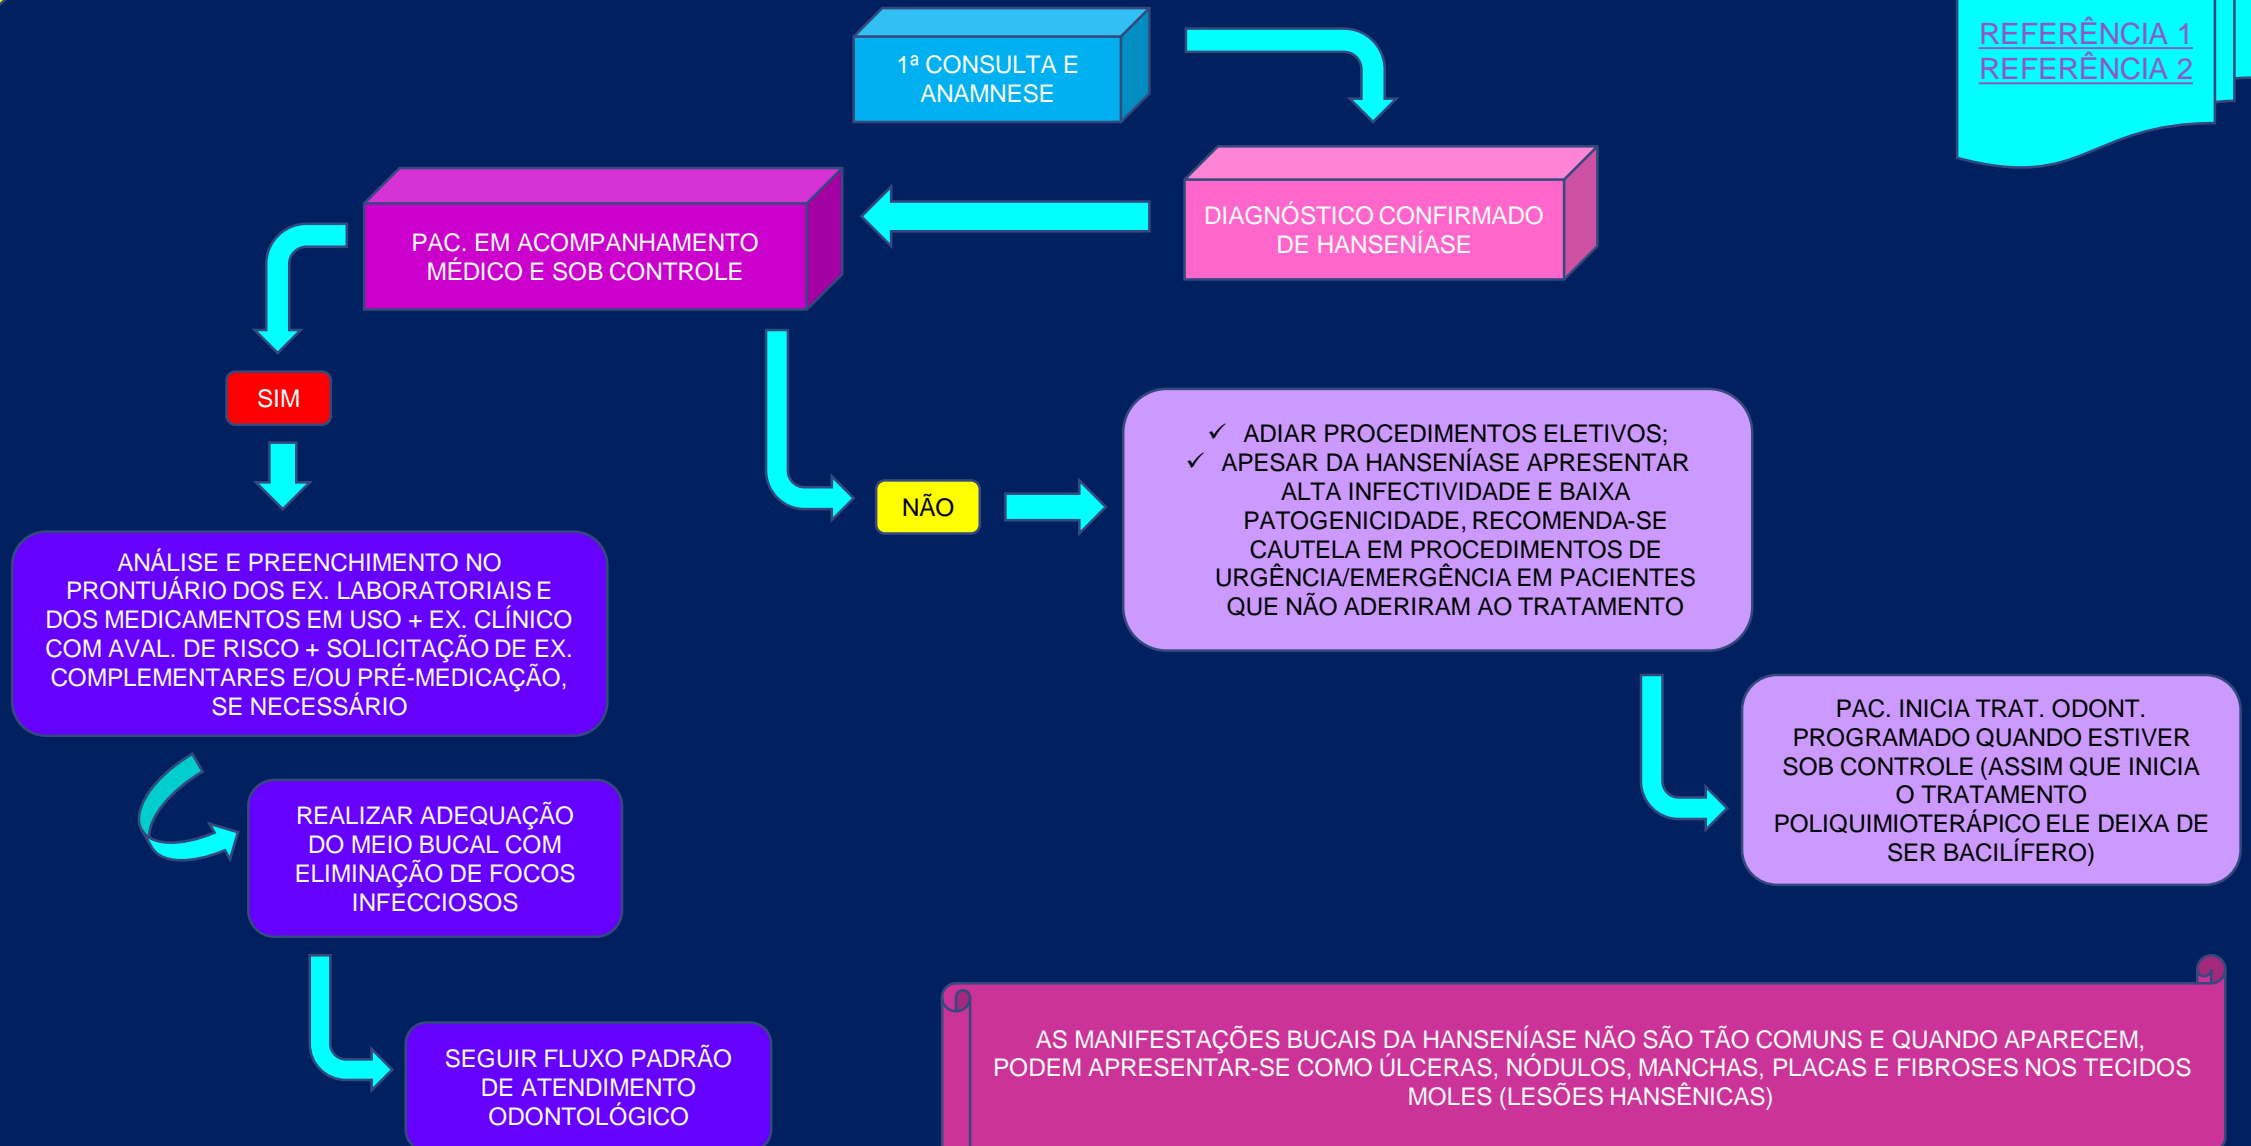 REFERÊNCIA 1
REFERÊNCIA 2
1ª CONSULTA E
ANAMNESE
DIAGNÓSTICO CONFIRMADO
DE HANSENÍASE
PAC. EM ACOMPANHAMENTO
MÉDICO E SOB CONTROLE
SIM
NÃO
✓ ADIAR PROCEDIMENTOS ELETIVOS;
✓ APESAR DA HANSENÍASE APRESENTAR
ALTA INFECTIVIDADE E BAIXA
PATOGENICIDADE, RECOMENDA-SE
CAUTELA EM PROCEDIMENTOS DE
URGÊNCIA/EMERGÊNCIA EM PACIENTES
QUE NÃO ADERIRAM AO TRATAMENTO
ANÁLISE E PREENCHIMENTO NO
PRONTUÁRIO DOS EX. LABORATORIAIS E
DOS MEDICAMENTOS EM USO + EX. CLÍNICO
COM AVAL. DE RISCO + SOLICITAÇÃO DE EX.
COMPLEMENTARES E/OU PRÉ-MEDICAÇÃO,
SE NECESSÁRIO
PAC. INICIA TRAT. ODONT.
PROGRAMADO QUANDO ESTIVER
SOB CONTROLE (ASSIM QUE INICIA
O TRATAMENTO
POLIQUIMIOTERÁPICO ELE DEIXA DE
SER BACILÍFERO)
REALIZAR ADEQUAÇÃO
DO MEIO BUCAL COM
ELIMINAÇÃO DE FOCOS
INFECCIOSOS
SEGUIR FLUXO PADRÃO
DE ATENDIMENTO
ODONTOLÓGICO
AS MANIFESTAÇÕES BUCAIS DA HANSENÍASE NÃO SÃO TÃO COMUNS E QUANDO APARECEM,
PODEM APRESENTAR-SE COMO ÚLCERAS, NÓDULOS, MANCHAS, PLACAS E FIBROSES NOS TECIDOS
MOLES (LESÕES HANSÊNICAS)